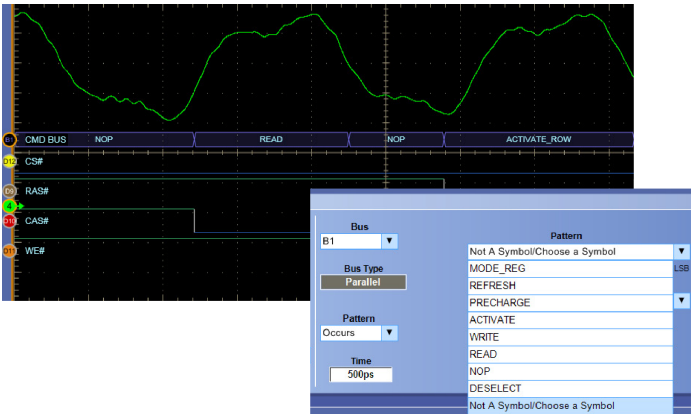 B1 CMD BUS NOP READ NOP ACTIVATE_ROW
D12 CS#
D9 RAS#
4
D10 CAS#
D11 WE#
Bus
B1
Bus Type
Parallel
Pattern
Occurs
Time
500ps
Pattern
Not A Symbol/Choose a Symbol
LSB
MODE_REG
REFRESH
PRECHARGE
ACTIVATE
WRITE
READ
NOP
DESELECT
Not A Symbol/Choose a Symbol